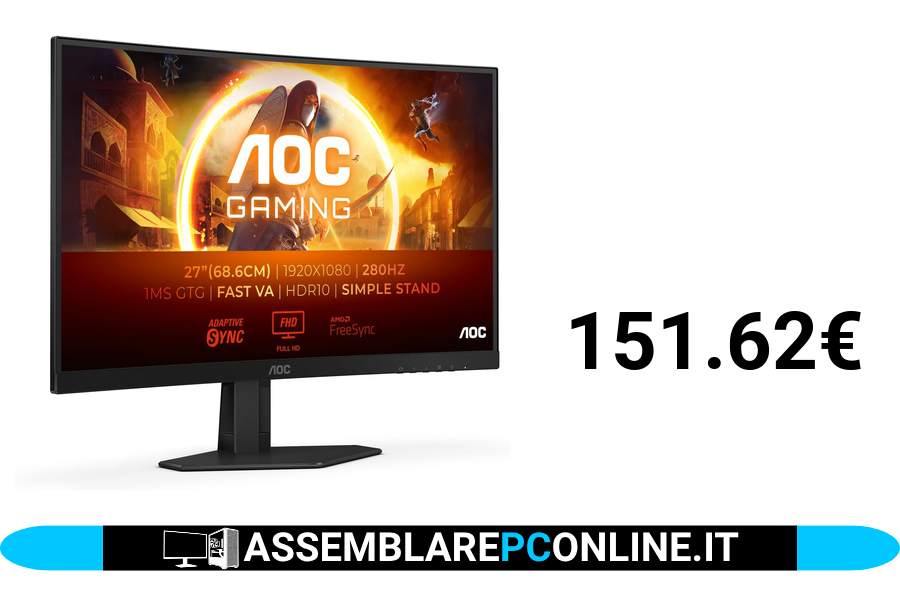 AOC
GAMING
27"(68.6CM) | 1920X1080 | 280HZ
1MS GTG | FAST VA | HDR10 | SIMPLE STAND
ADAPTIVE
SYNC
FHD
FULL HD
AMD
FreeSync
AOC
AOC
151.62€
ASSEMBLAREPCONLINE.IT